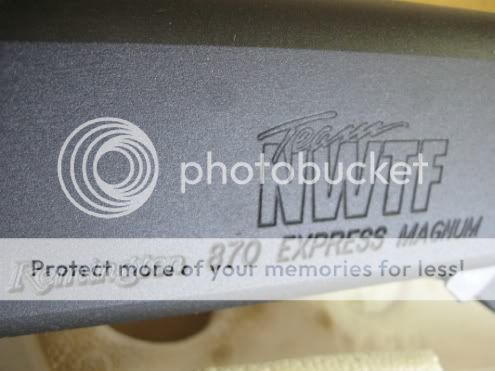 Team
NWTF
photobucket
Remington 870 EXPRESS MAGNUM
Protect more of your memories for less!